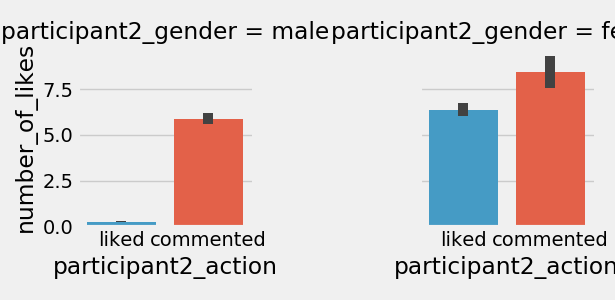 participant2_gender = male
participant2_gender = fe
number_of_likes
7.5
5.0
2.5
0.0
liked commented
liked commented
participant2_action
participant2_action